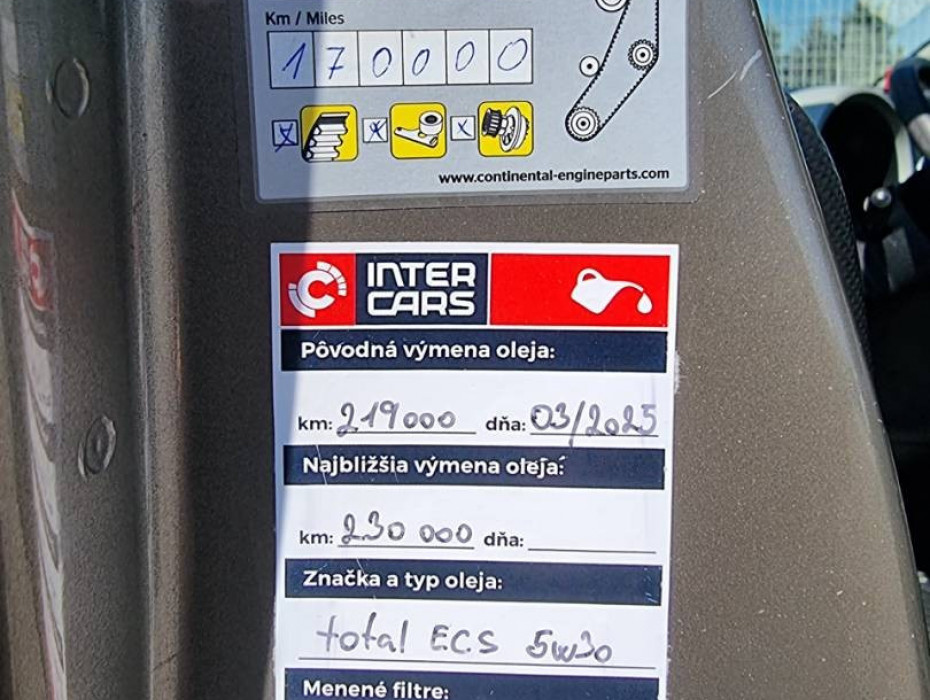 Km / Miles
170000
www.continental-engineparts.com
INTER
CARS
Pôvodná výmena oleja:
km: 219000 dňa: 03/2025
Najbližšia výmena oleja:
km: 230 000 dňa:
Značka a typ oleja:
total E.C.S 5w30
Menené filtre: